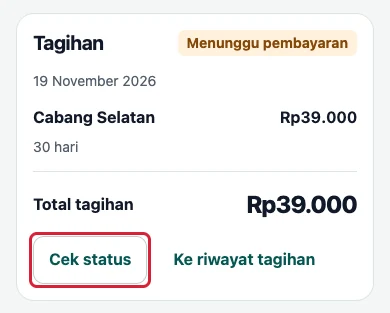 Tagihan
Menunggu pembayaran
19 November 2026
Cabang Selatan Rp39.000
30 hari
Total tagihan Rp39.000
Cek status Ke riwayat tagihan